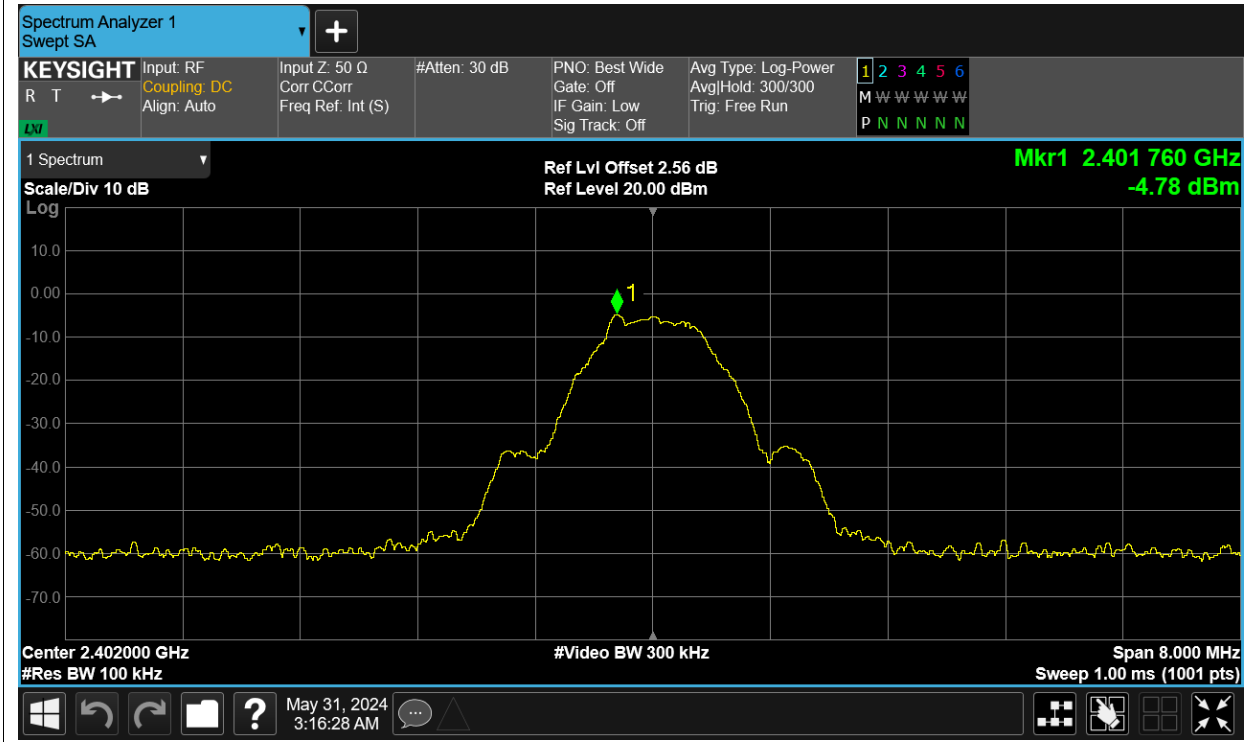 Spectrum Analyzer 1
Swept SA
KEYSIGHT
R T
LXI
Input: RF
Coupling: DC
Align: Auto
Input Z: 50 Ω
Corr CCorr
Freq Ref: Int (S)
#Atten: 30 dB
PNO: Best Wide
Gate: Off
IF Gain: Low
Sig Track: Off
Avg Type: Log-Power
Avg|Hold: 300/300
Trig: Free Run
1 2 3 4 5 6
M W W W W W
P N N N N N
1 Spectrum
Scale/Div 10 dB
Log
Ref Lvl Offset 2.56 dB
Ref Level 20.00 dBm
Mkr1 2.401 760 GHz
-4.78 dBm
10.0
0.00
-10.0
-20.0
-30.0
-40.0
-50.0
-60.0
-70.0
1
Center 2.402000 GHz
#Res BW 100 kHz
#Video BW 300 kHz
Span 8.000 MHz
Sweep 1.00 ms (1001 pts)
?
May 31, 2024
3:16:28 AM